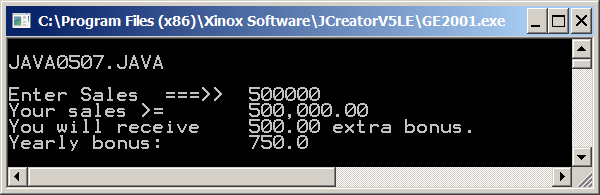 C:\Program Files (x86)\Xinox Software\JCreatorV5LE\GE2001.exe
JAVA0507.JAVA
Enter Sales ===>> 500000
Your sales >= 500,000.00
You will receive 500.00 extra bonus.
Yearly bonus: 750.0